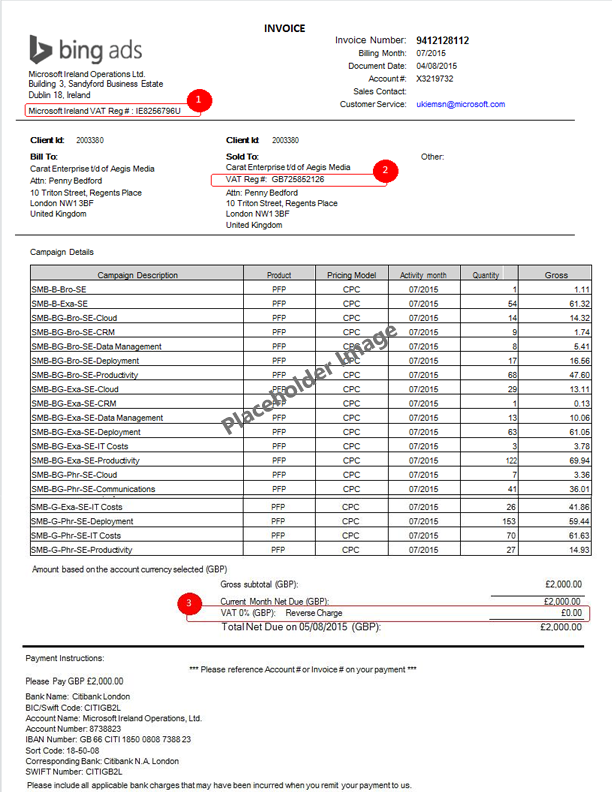 INVOICE
bing ads
Microsoft Ireland Operations Ltd.
Building 3, Sandyford Business Estate
Dublin 18, Ireland
Microsoft Ireland VAT Reg # : IE8256796U
1
Invoice Number: 9412128112
Billing Month: 07/2015
Document Date: 04/08/2015
Account#: X3219732
Sales Contact:
Customer Service: ukiemsn@microsoft.com
Client Id: 2003380
Bill To:
Carat Enterprise t/d of Aegis Media
Attn: Penny Bedford
10 Triton Street, Regents Place
London NW1 3BF
United Kingdom
Client Id: 2003380
Sold To:
Carat Enterprise t/d of Aegis Media
VAT Reg #: GB725852126
2
Attn: Penny Bedford
10 Triton Street, Regents Place
London NW1 3BF
United Kingdom
Other:
Campaign Details
Campaign Description Product Pricing Model Activity month Quantity Gross
SMB-B-Bro-SE PFP CPC 07/2015 1 1.11
SMB-B-Exa-SE PFP CPC 07/2015 54 61.32
SMB-BG-Bro-SE-Cloud PFP CPC 07/2015 14 14.32
SMB-BG-Bro-SE-CRM PFP CPC 07/2015 9 1.74
SMB-BG-Bro-SE-Data Management PFP CPC 07/2015 8 5.41
SMB-BG-Bro-SE-Deployment PFP CPC 07/2015 17 16.56
SMB-BG-Bro-SE-Productivity PFP CPC 07/2015 68 47.60
SMB-BG-Exa-SE-Cloud PFP CPC 07/2015 29 13.11
SMB-BG-Exa-SE-CRM PFP CPC 07/2015 1 0.13
SMB-BG-Exa-SE-Data Management PFP CPC 07/2015 13 10.06
SMB-BG-Exa-SE-Deployment PFP CPC 07/2015 63 61.05
SMB-BG-Exa-SE-IT Costs PFP CPC 07/2015 3 3.78
SMB-BG-Exa-SE-Productivity PFP CPC 07/2015 122 69.94
SMB-BG-Phr-SE-Cloud PFP CPC 07/2015 7 3.36
SMB-BG-Phr-SE-Communications PFP CPC 07/2015 41 36.01
SMB-G-Exa-SE-IT Costs PFP CPC 07/2015 26 41.86
SMB-G-Phr-SE-Deployment PFP CPC 07/2015 153 59.44
SMB-G-Phr-SE-IT Costs PFP CPC 07/2015 70 61.63
SMB-G-Phr-SE-Productivity PFP CPC 07/2015 27 14.93
Placeholder Image
Amount based on the account currency selected (GBP)
Gross subtotal (GBP): £2,000.00
Current Month Net Due (GBP): £2,000.00
3
VAT 0% (GBP): Reverse Charge £0.00
Total Net Due on 05/08/2015 (GBP): £2,000.00
Payment Instructions:
*** Please reference Account # or Invoice # on your payment ***
Please Pay GBP £2,000.00
Bank Name: Citibank London
BIC/Swift Code: CITIGB2L
Account Name: Microsoft Ireland Operations, Ltd.
Account Number: 8738823
IBAN Number: GB 66 CITI 1850 0808 7388 23
Sort Code: 18-50-08
Corresponding Bank: Citibank N.A. London
SWIFT Number: CITIGB2L
Please include all applicable bank charges that may have been incurred when you remit your payment to us.